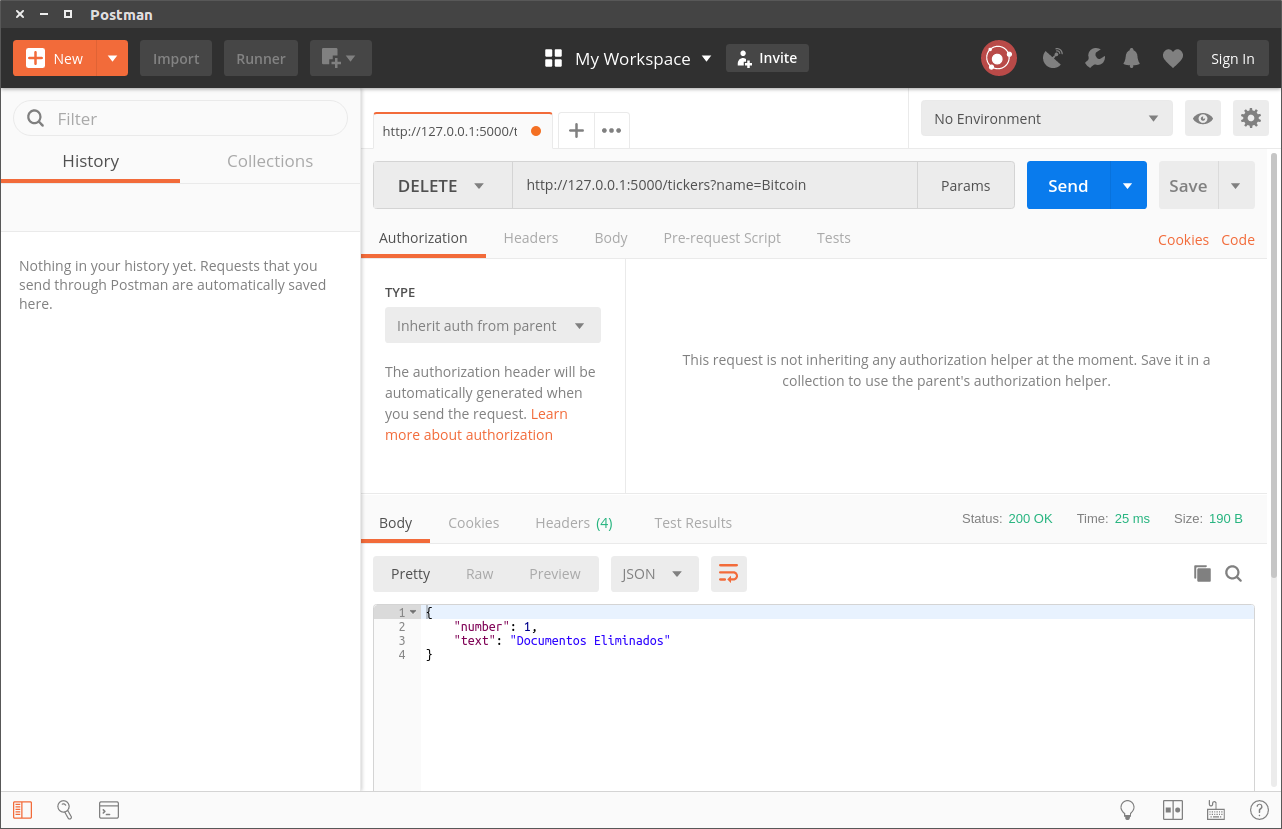 Postman
New
Import
Runner
My Workspace
Invite
Sign In
Filter
History
Collections
Nothing in your history yet. Requests that you
send through Postman are automatically saved
here.
http://127.0.0.1:5000/t
No Environment
DELETE
http://127.0.0.1:5000/tickers?name=Bitcoin
Params
Send
Save
Authorization
Headers
Body
Pre-request Script
Tests
Cookies
Code
TYPE
Inherit auth from parent
The authorization header will be
automatically generated when
you send the request. Learn
more about authorization
This request is not inheriting any authorization helper at the moment. Save it in a
collection to use the parent's authorization helper.
Body
Cookies
Headers (4)
Test Results
Status: 200 OK
Time: 25 ms
Size: 190 B
Pretty
Raw
Preview
JSON
1 {
2 "number": 1,
3 "text": "Documentos Eliminados"
4 }